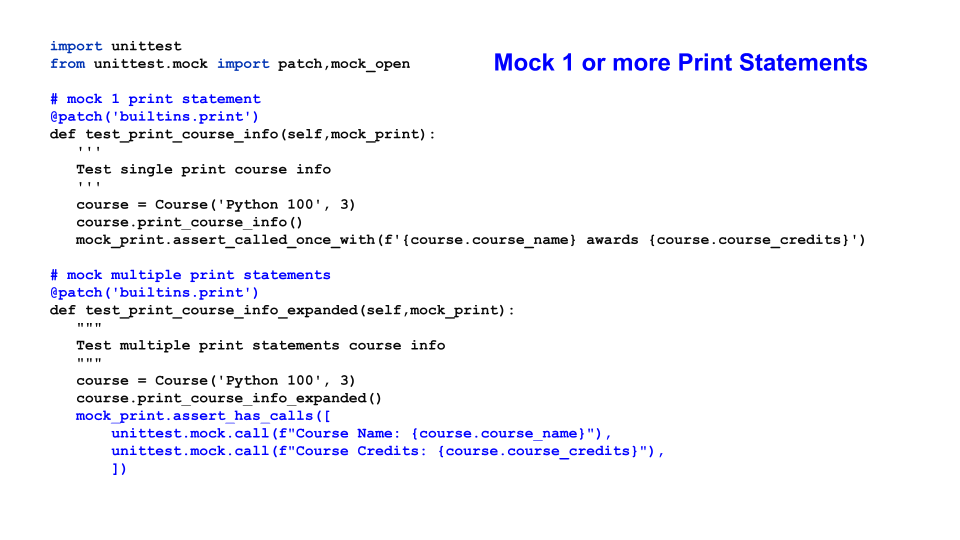 import unittest
from unittest.mock import patch,mock_open
Mock 1 or more Print Statements
# mock 1 print statement
@patch('builtins.print')
def test_print_course_info(self,mock_print):
   '''
   Test single print course info
   '''
   course = Course('Python 100', 3)
   course.print_course_info()
   mock_print.assert_called_once_with(f'{course.course_name} awards {course.course_credits}')
# mock multiple print statements
@patch('builtins.print')
def test_print_course_info_expanded(self,mock_print):
   """
   Test multiple print statements course info
   """
   course = Course('Python 100', 3)
   course.print_course_info_expanded()
   mock_print.assert_has_calls([
       unittest.mock.call(f"Course Name: {course.course_name}"),
       unittest.mock.call(f"Course Credits: {course.course_credits}"),
       ])